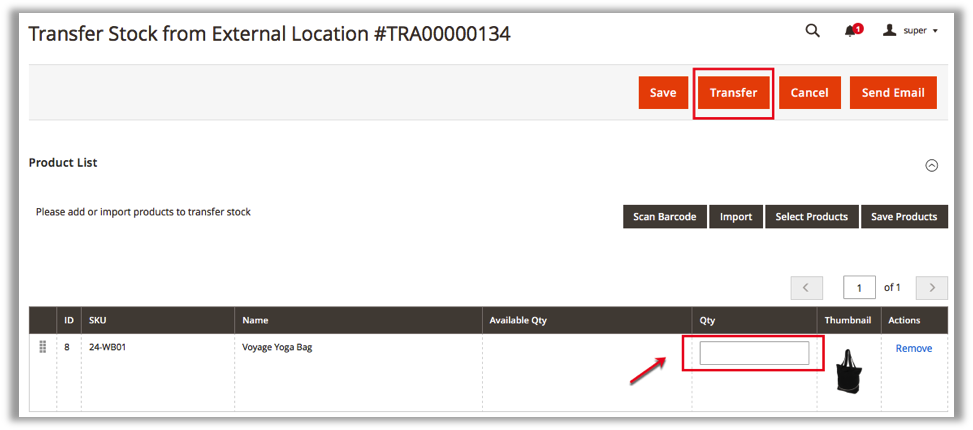 Transfer Stock from External Location #TRA00000134
1
super
Save Transfer Cancel Send Email
Product List
Please add or import products to transfer stock
Scan Barcode Import Select Products Save Products
1 of 1
ID SKU Name Available Qty Qty Thumbnail Actions
8 24-WB01 Voyage Yoga Bag Remove